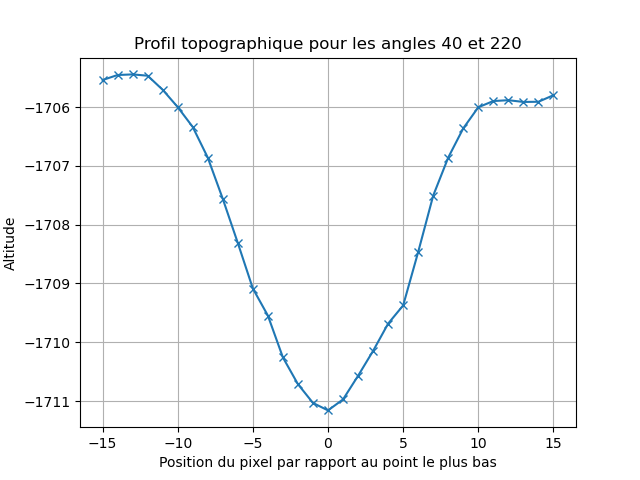 Profil topographique pour les angles 40 et 220
Altitude
−1706
−1707
−1708
−1709
−1710
−1711
−15 −10 −5 0 5 10 15
Position du pixel par rapport au point le plus bas